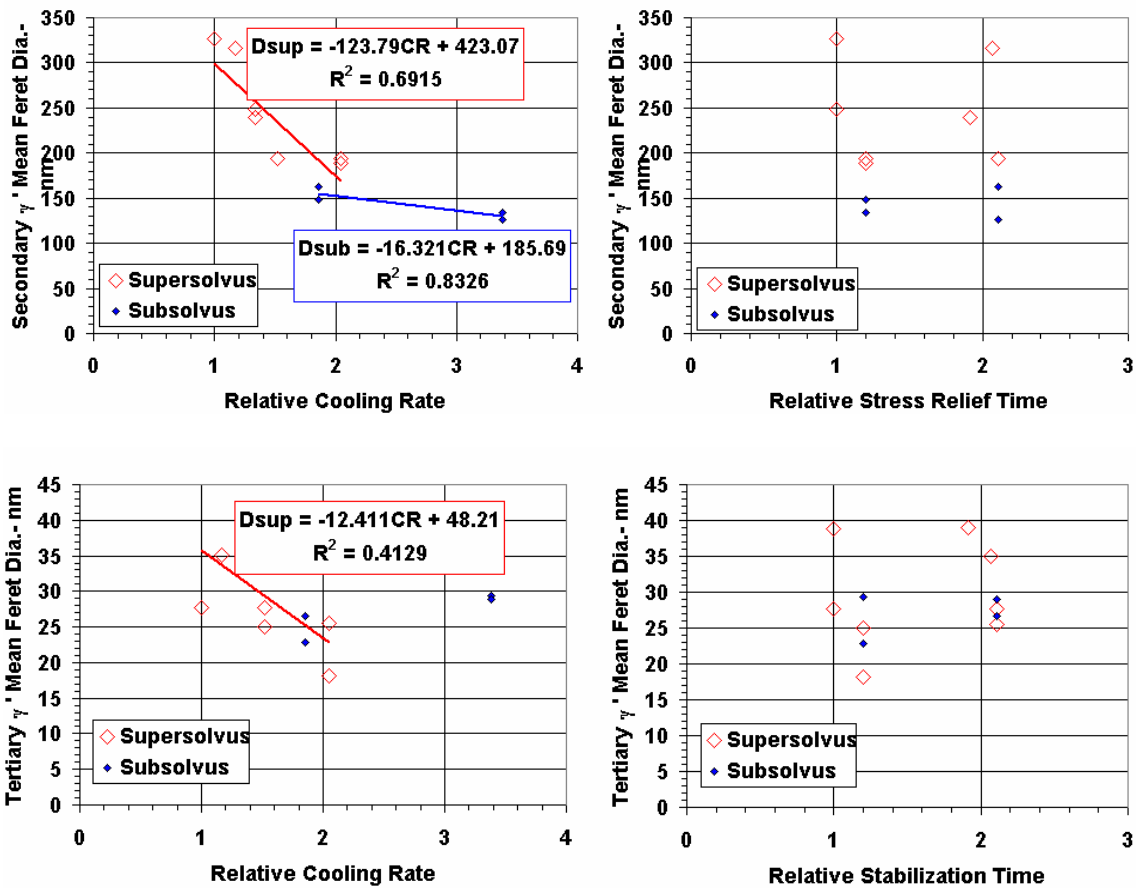 Secondary γ ' Mean Feret Dia.-
nm
350
300
250
200
150
100
50
0
Dsup = -123.79CR + 423.07
R² = 0.6915
Dsub = -16.321CR + 185.69
R² = 0.8326
Supersolvus
Subsolvus
0 1 2 3 4
Relative Cooling Rate
Secondary γ ' Mean Feret Dia.-
nm
350
300
250
200
150
100
50
0
Supersolvus
Subsolvus
0 1 2 3
Relative Stress Relief Time
Tertiary γ ' Mean Feret Dia.- nm
45
40
35
30
25
20
15
10
5
0
Dsup = -12.411CR + 48.21
R² = 0.4129
Supersolvus
Subsolvus
0 1 2 3 4
Relative Cooling Rate
Tertiary γ ' Mean Feret Dia.- nm
45
40
35
30
25
20
15
10
5
0
Supersolvus
Subsolvus
0 1 2 3
Relative Stabilization Time